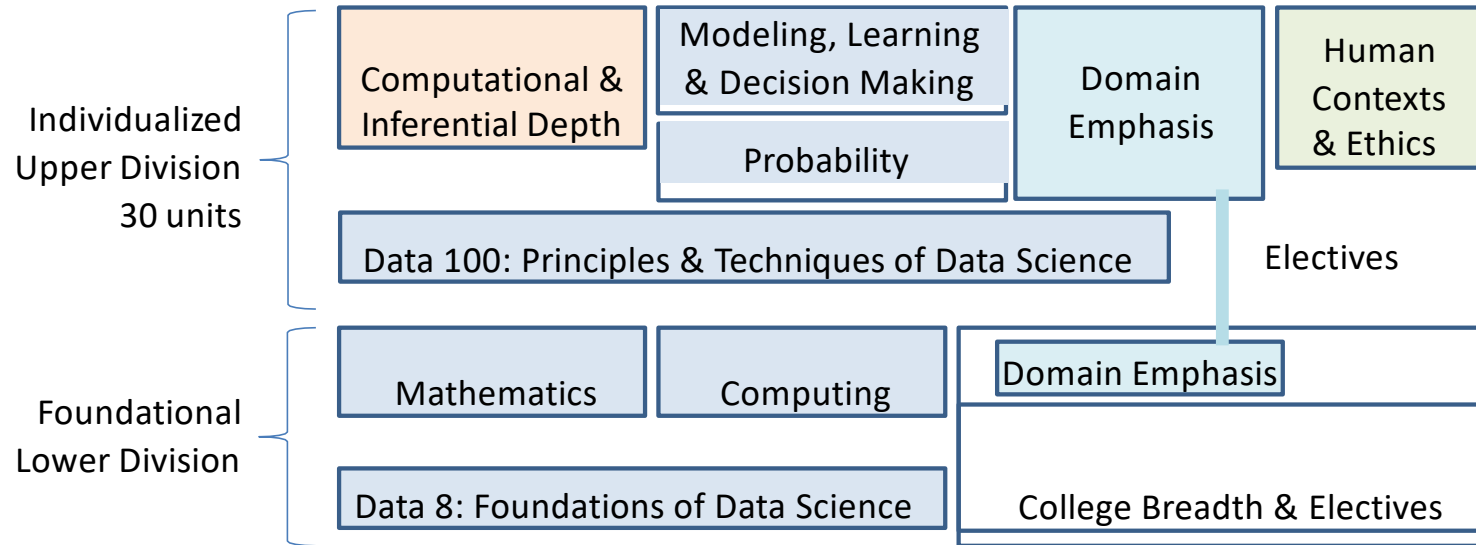 Individualized
Upper Division
30 units
Computational &
Inferential Depth
Modeling, Learning
& Decision Making
Probability
Domain
Emphasis
Human
Contexts
& Ethics
Data 100: Principles & Techniques of Data Science
Electives
Foundational
Lower Division
Mathematics
Computing
Domain Emphasis
Data 8: Foundations of Data Science
College Breadth & Electives